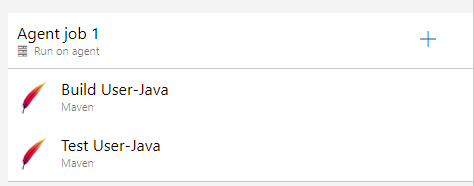 Agent job 1
Run on agent
Build User-Java
Maven
Test User-Java
Maven